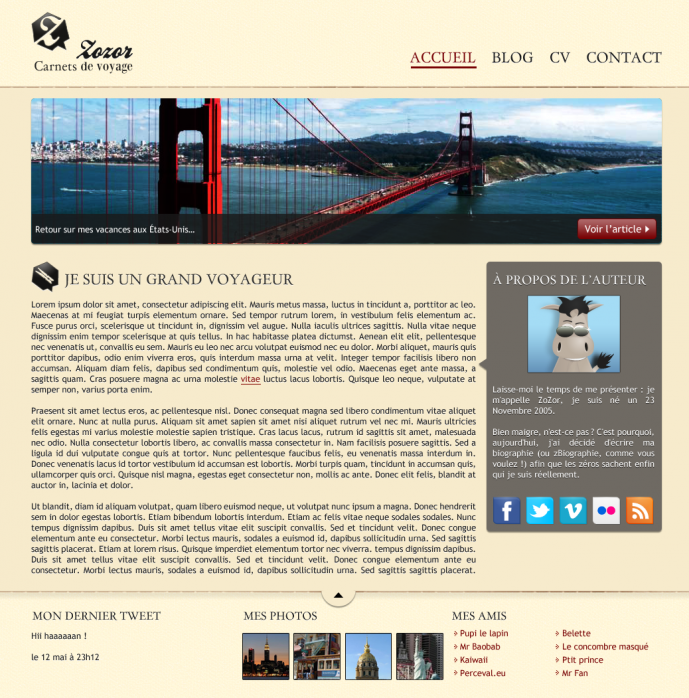 Zozor
Carnets de voyage
ACCUEIL BLOG CV CONTACT
Retour sur mes vacances aux États-Unis...
Voir l'article
JE SUIS UN GRAND VOYAGEUR
Lorem ipsum dolor sit amet, consectetur adipiscing elit. Mauris metus massa, luctus in tincidunt a, porttitor ac leo.
Maecenas at mi feugiat turpis elementum ornare. Sed tempor rutrum lorem, in vestibulum felis elementum ac.
Fusce purus orci, scelerisque ut tincidunt in, dignissim vel augue. Nulla iaculis ultrices sagittis. Nulla vitae neque
dignissim enim tempor scelerisque at quis tellus. In hac habitasse platea dictumst. Aenean elit elit, pellentesque
nec venenatis ut, convallis eu sem. Mauris eu leo nec arcu volutpat euismod nec eu dolor. Morbi aliquet, mauris quis
porttitor dapibus, odio enim viverra eros, quis interdum massa urna at velit. Integer tempor facilisis libero non
accumsan. Aliquam diam felis, dapibus sed condimentum quis, molestie vel odio. Maecenas eget ante massa, a
sagittis quam. Cras posuere magna ac urna molestie vitae luctus lacus lobortis. Quisque leo neque, vulputate at
semper non, varius porta enim.
Praesent sit amet lectus eros, ac pellentesque nisl. Donec consequat magna sed libero condimentum vitae aliquet
elit ornare. Nunc at nulla purus. Aliquam sit amet sapien sit amet nisi aliquet rutrum vel nec mi. Mauris ultricies
felis egestas mi varius molestie molestie sapien tristique. Cras lacus lacus, rutrum id sagittis sit amet, malesuada
nec odio. Nulla consectetur lobortis libero, ac convallis massa consectetur in. Nam facilisis posuere sagittis. Sed a
ligula id dui vulputate congue quis at tortor. Nunc pellentesque faucibus felis, eu venenatis massa interdum in.
Donec venenatis lacus id tortor vestibulum id accumsan est lobortis. Morbi turpis quam, tincidunt in accumsan quis,
ullamcorper quis orci. Quisque nisl magna, egestas eget consectetur non, mollis ac ante. Donec elit felis, blandit at
auctor in, lacinia et dolor.
Ut blandit, diam id aliquam volutpat, quam libero euismod neque, ut volutpat nunc ipsum a magna. Donec hendrerit
sem in dolor egestas lobortis. Etiam bibendum lobortis interdum. Etiam ac felis vitae neque sodales sodales. Nunc
tempus dignissim dapibus. Duis sit amet tellus vitae elit suscipit convallis. Sed et tincidunt velit. Donec congue
elementum ante eu consectetur. Morbi lectus mauris, sodales a euismod id, dapibus sollicitudin urna. Sed sagittis
sagittis placerat. Etiam at lorem risus. Quisque imperdiet elementum tortor nec viverra. tempus dignissim dapibus.
Duis sit amet tellus vitae elit suscipit convallis. Sed et tincidunt velit. Donec congue elementum ante eu
consectetur. Morbi lectus mauris, sodales a euismod id, dapibus sollicitudin urna. Sed sagittis sagittis placerat.
À PROPOS DE L'AUTEUR
Laisse-moi le temps de me présenter : je
m'appelle ZoZor, je suis né un 23
Novembre 2005.
Bien maigre, n'est-ce pas ? C'est pourquoi,
aujourd'hui, j'ai décidé d'écrire ma
biographie (ou zBiographie, comme vous
voulez !) afin que les zéros sachent enfin
qui je suis réellement.
MON DERNIER TWEET
Hii haaaaaan !
le 12 mai à 23h12
MES PHOTOS
MES AMIS
Pupi le lapin
Mr Baobab
Kaiwaii
Perceval.eu
Belette
Le concombre masqué
Ptit prince
Mr Fan